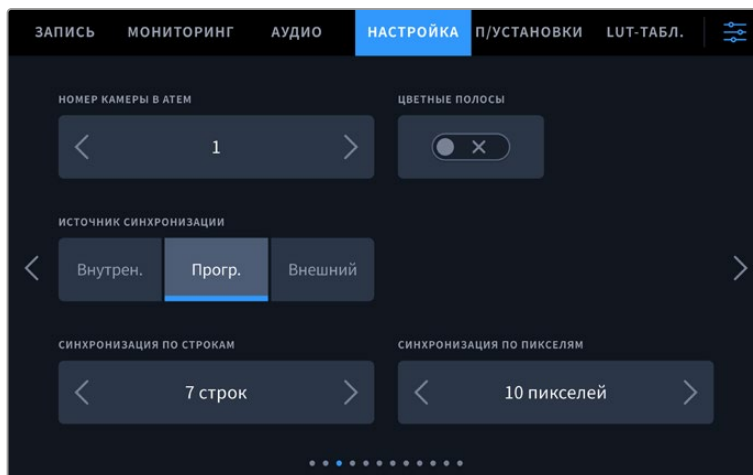 ЗАПИСЬ МОНИТОРИНГ АУДИО НАСТРОЙКА П/УСТАНОВКИ LUT-ТАБЛ.
НОМЕР КАМЕРЫ В ATEM ЦВЕТНЫЕ ПОЛОСЫ
1
ИСТОЧНИК СИНХРОНИЗАЦИИ
Внутрен. Прогр. Внешний
СИНХРОНИЗАЦИЯ ПО СТРОКАМ СИНХРОНИЗАЦИЯ ПО ПИКСЕЛЯМ
7 строк 10 пикселей